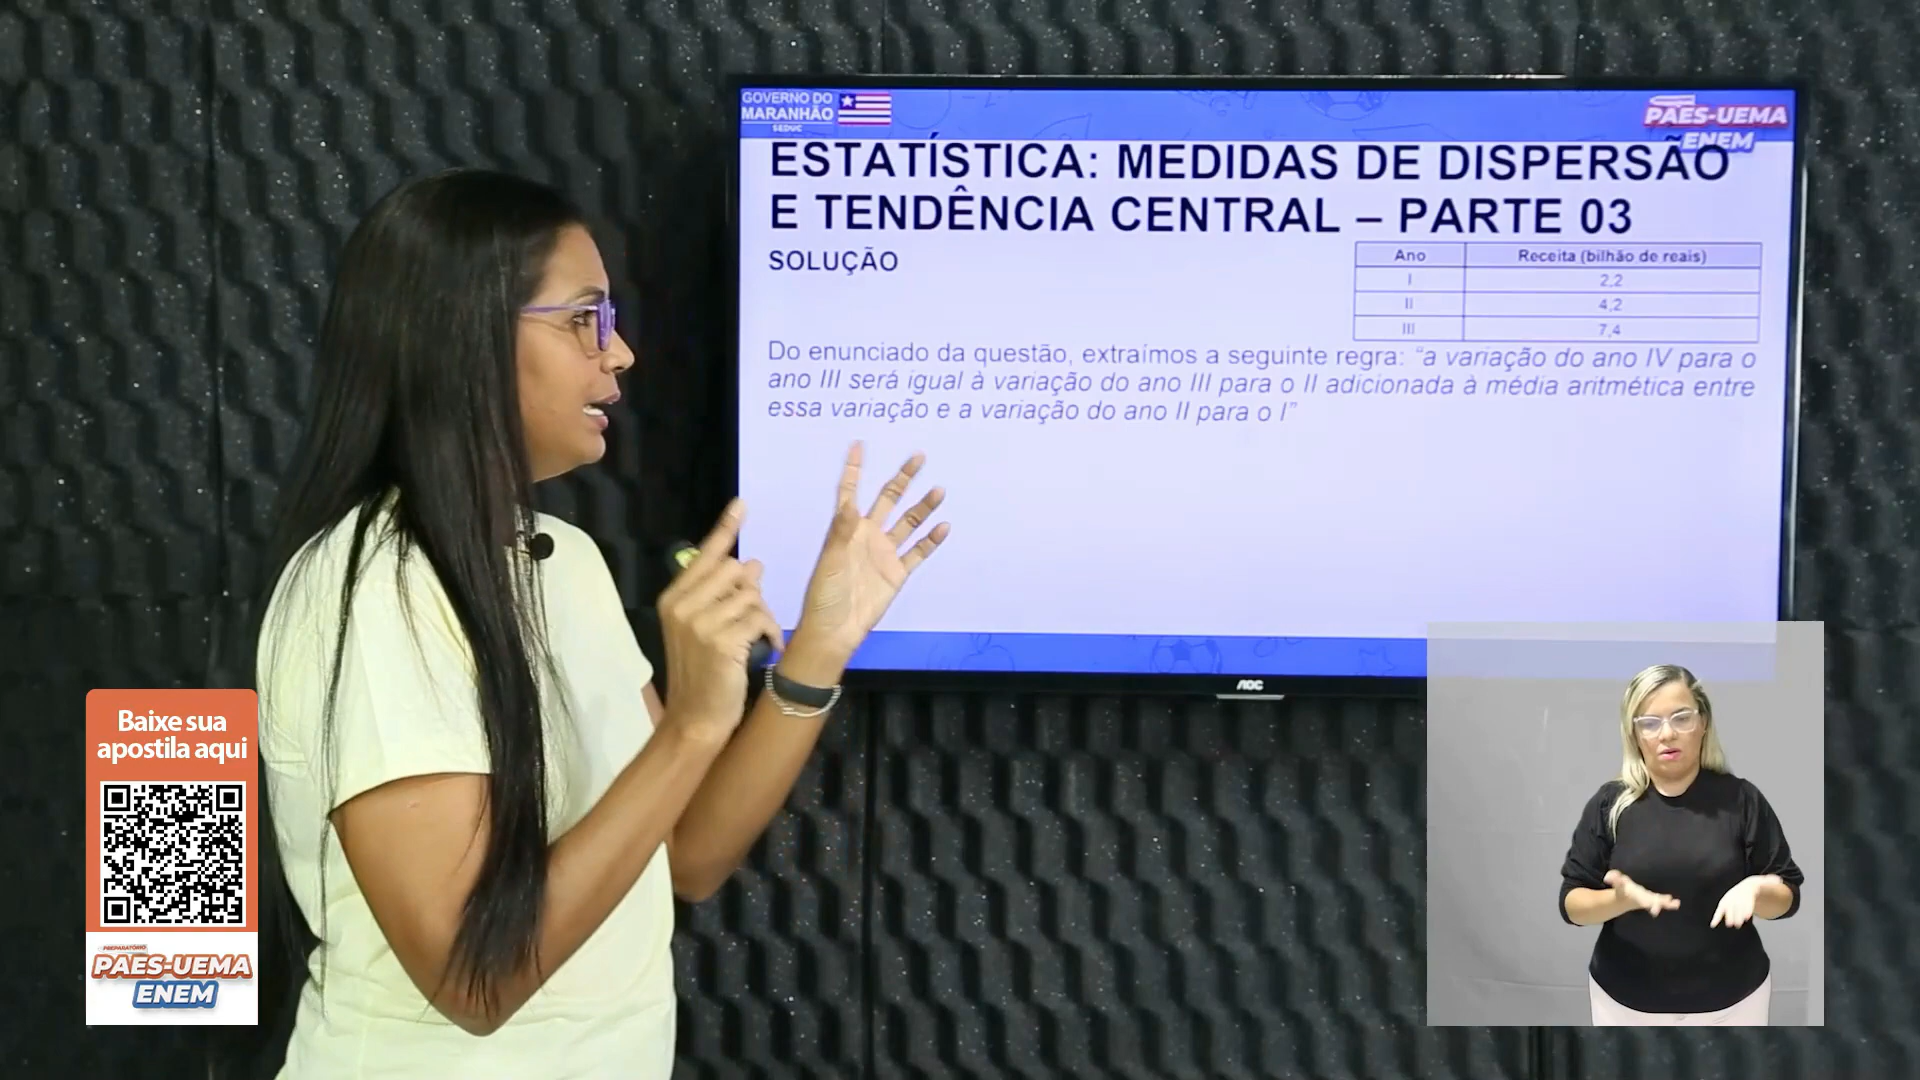 GOVERNO DO
MARANHÃO
SEDUC
PAES-UEMA
ENEM
ESTATÍSTICA: MEDIDAS DE DISPERSÃO
E TENDÊNCIA CENTRAL – PARTE 03
SOLUÇÃO
Ano Receita (bilhão de reais)
I 2,2
II 4,2
III 7,4
Do enunciado da questão, extraímos a seguinte regra: “a variação do ano IV para o
ano III será igual à variação do ano III para o II adicionada à média aritmética entre
essa variação e a variação do ano II para o I”
AOC
Baixe sua
apostila aqui
PREPARATÓRIO
PAES-UEMA
ENEM